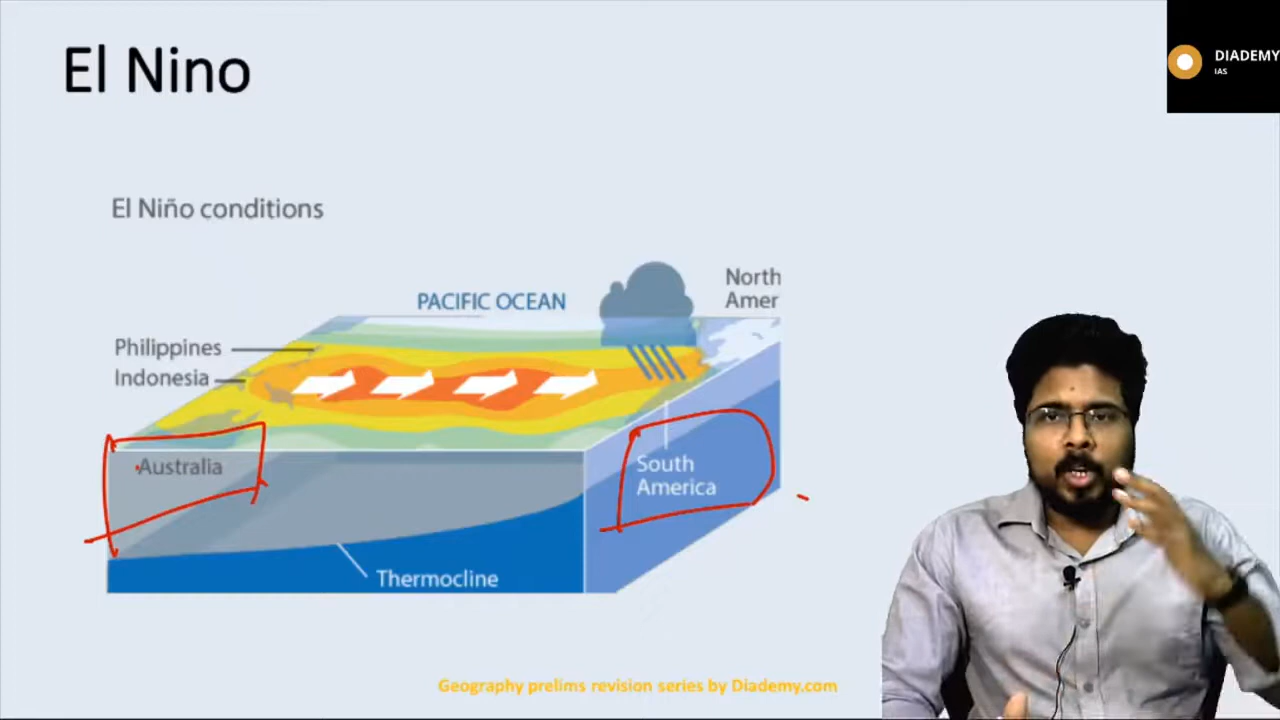 El Nino
DIADEMY
IAS
El Niño conditions
PACIFIC OCEAN
North
Amer
Philippines
Indonesia
Australia
South
America
Thermocline
Geography prelims revision series by Diademy.com